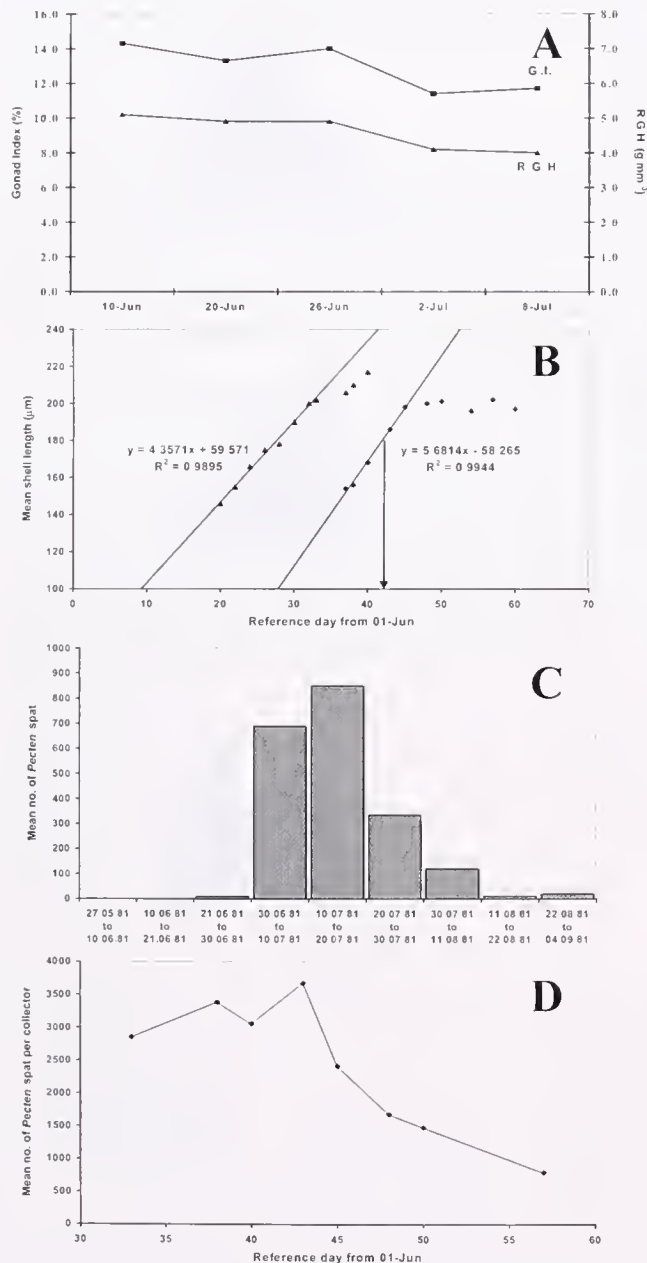 A
Gonad Index (%)
16.0
14.0
12.0
10.0
8.0
6.0
4.0
2.0
0.0
G.I.
R G H
8.0
7.0
6.0
5.0
4.0
3.0
2.0
1.0
0.0
R G H (g mm⁻³)
10-Jun 20-Jun 26-Jun 2-Jul 8-Jul
B
Mean shell length (µm)
240
220
200
180
160
140
120
100
y = 4 3571x + 59 571
R² = 0 9895
y = 5 6814x - 58 265
R² = 0 9944
0 10 20 30 40 50 60 70
Reference day from 01-Jun
C
Mean no. of Pecten spat
1000
900
800
700
600
500
400
300
200
100
0
27 05 81 10 06 81 21 06 81 30 06 81 10 07 81 20 07 81 30 07 81 11 08 81 22 08 81
to to to to to to to to to
10 06.81 21.06 81 30 06 81 10 07 81 20 07 81 30 07 81 11 08 81 22 08 81 04 09 81
D
Mean no. of Pecten spat per collector
4000
3500
3000
2500
2000
1500
1000
500
0
30 35 40 45 50 55 60
Reference day from 01-Jun